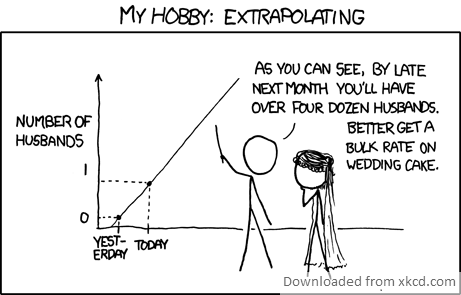 MY HOBBY: EXTRAPOLATING
AS YOU CAN SEE, BY LATE
NEXT MONTH YOU'LL HAVE
OVER FOUR DOZEN HUSBANDS.
BETTER GET A
BULK RATE ON
WEDDING CAKE.
NUMBER OF
HUSBANDS
1
0
YEST-
ERDAY
TODAY
Downloaded from xkcd.com